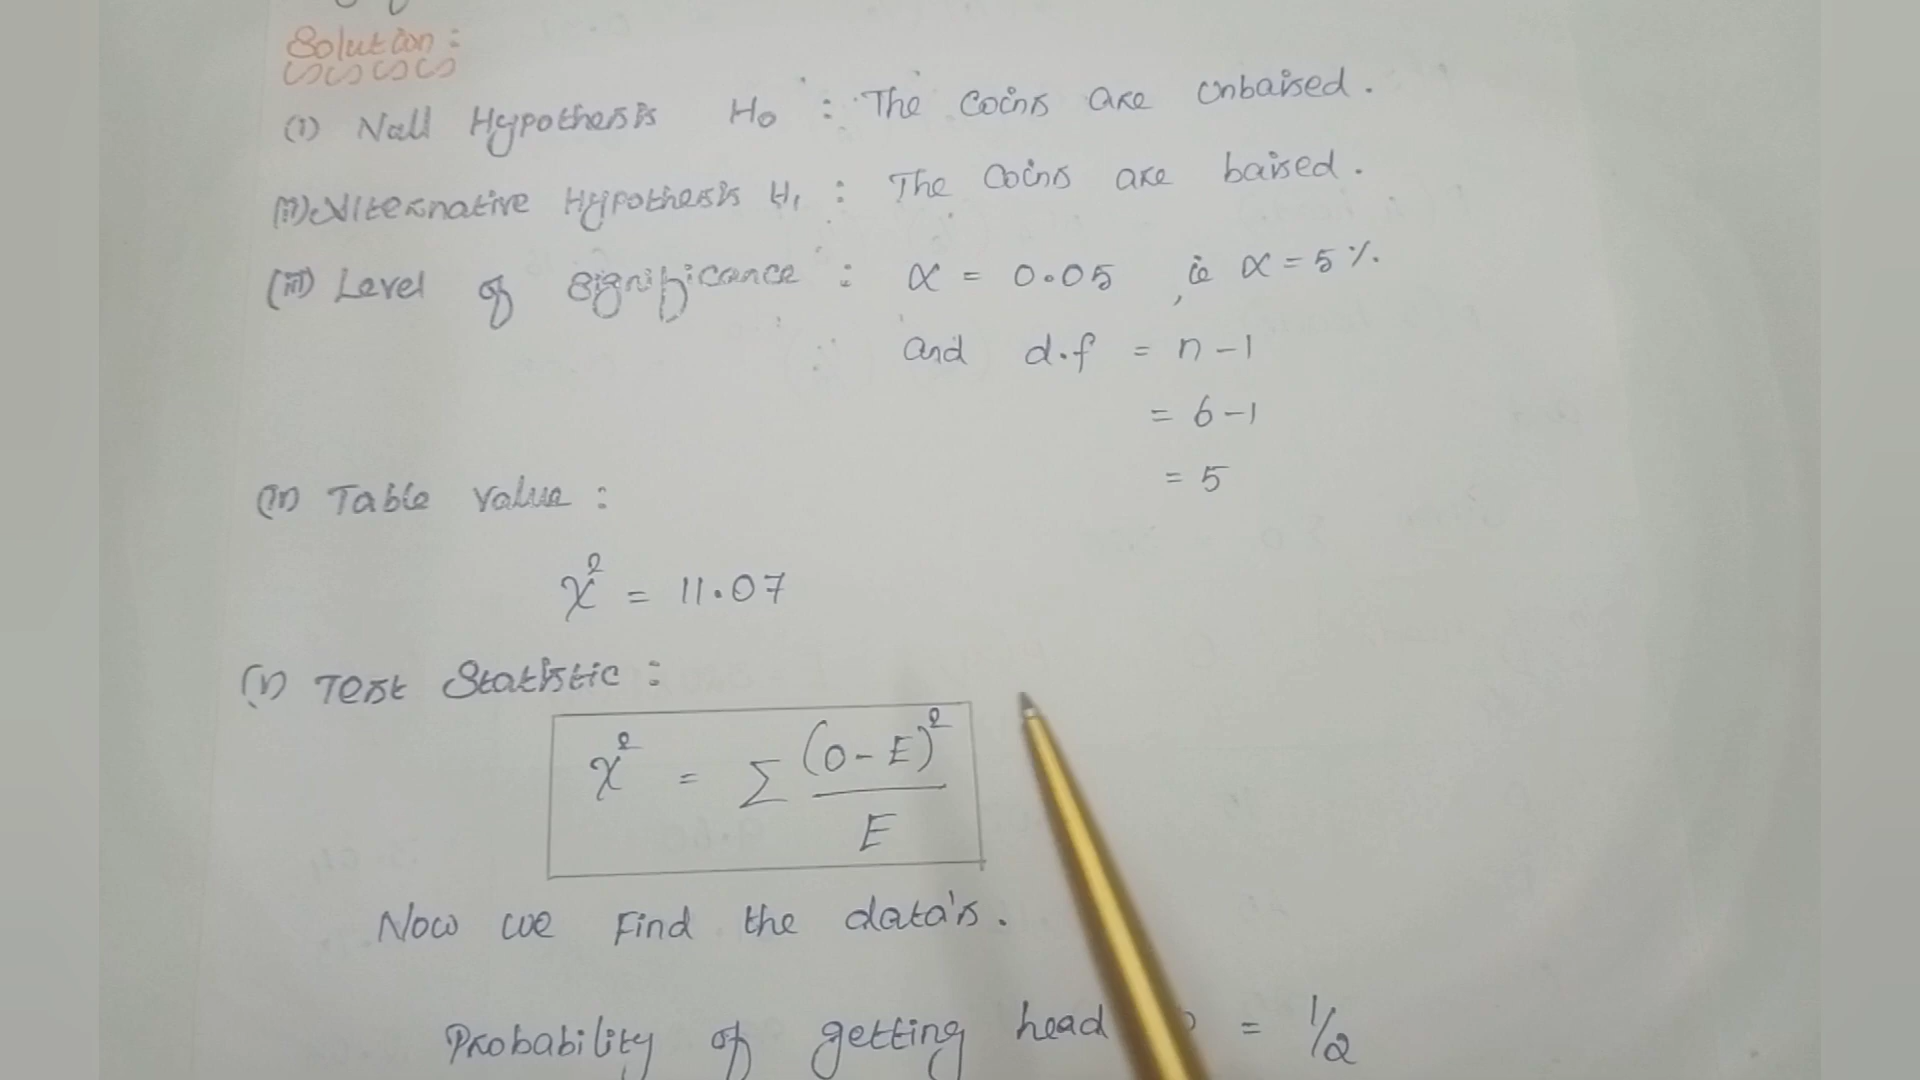 Solution :
(i) Null Hypothesis H₀ : The Coins are unbaised.
(ii) Alternative Hypothesis H₁ : The Coins are baised.
(iii) Level of significance : α = 0.05 , ie α = 5 %.
and d.f = n - 1
= 6 - 1
= 5
(iv) Table value :
χ² = 11.07
(v) Test Statistic :
χ² = Σ (O - E)² / E
Now we Find the data's.
Probability of getting head = 1/2